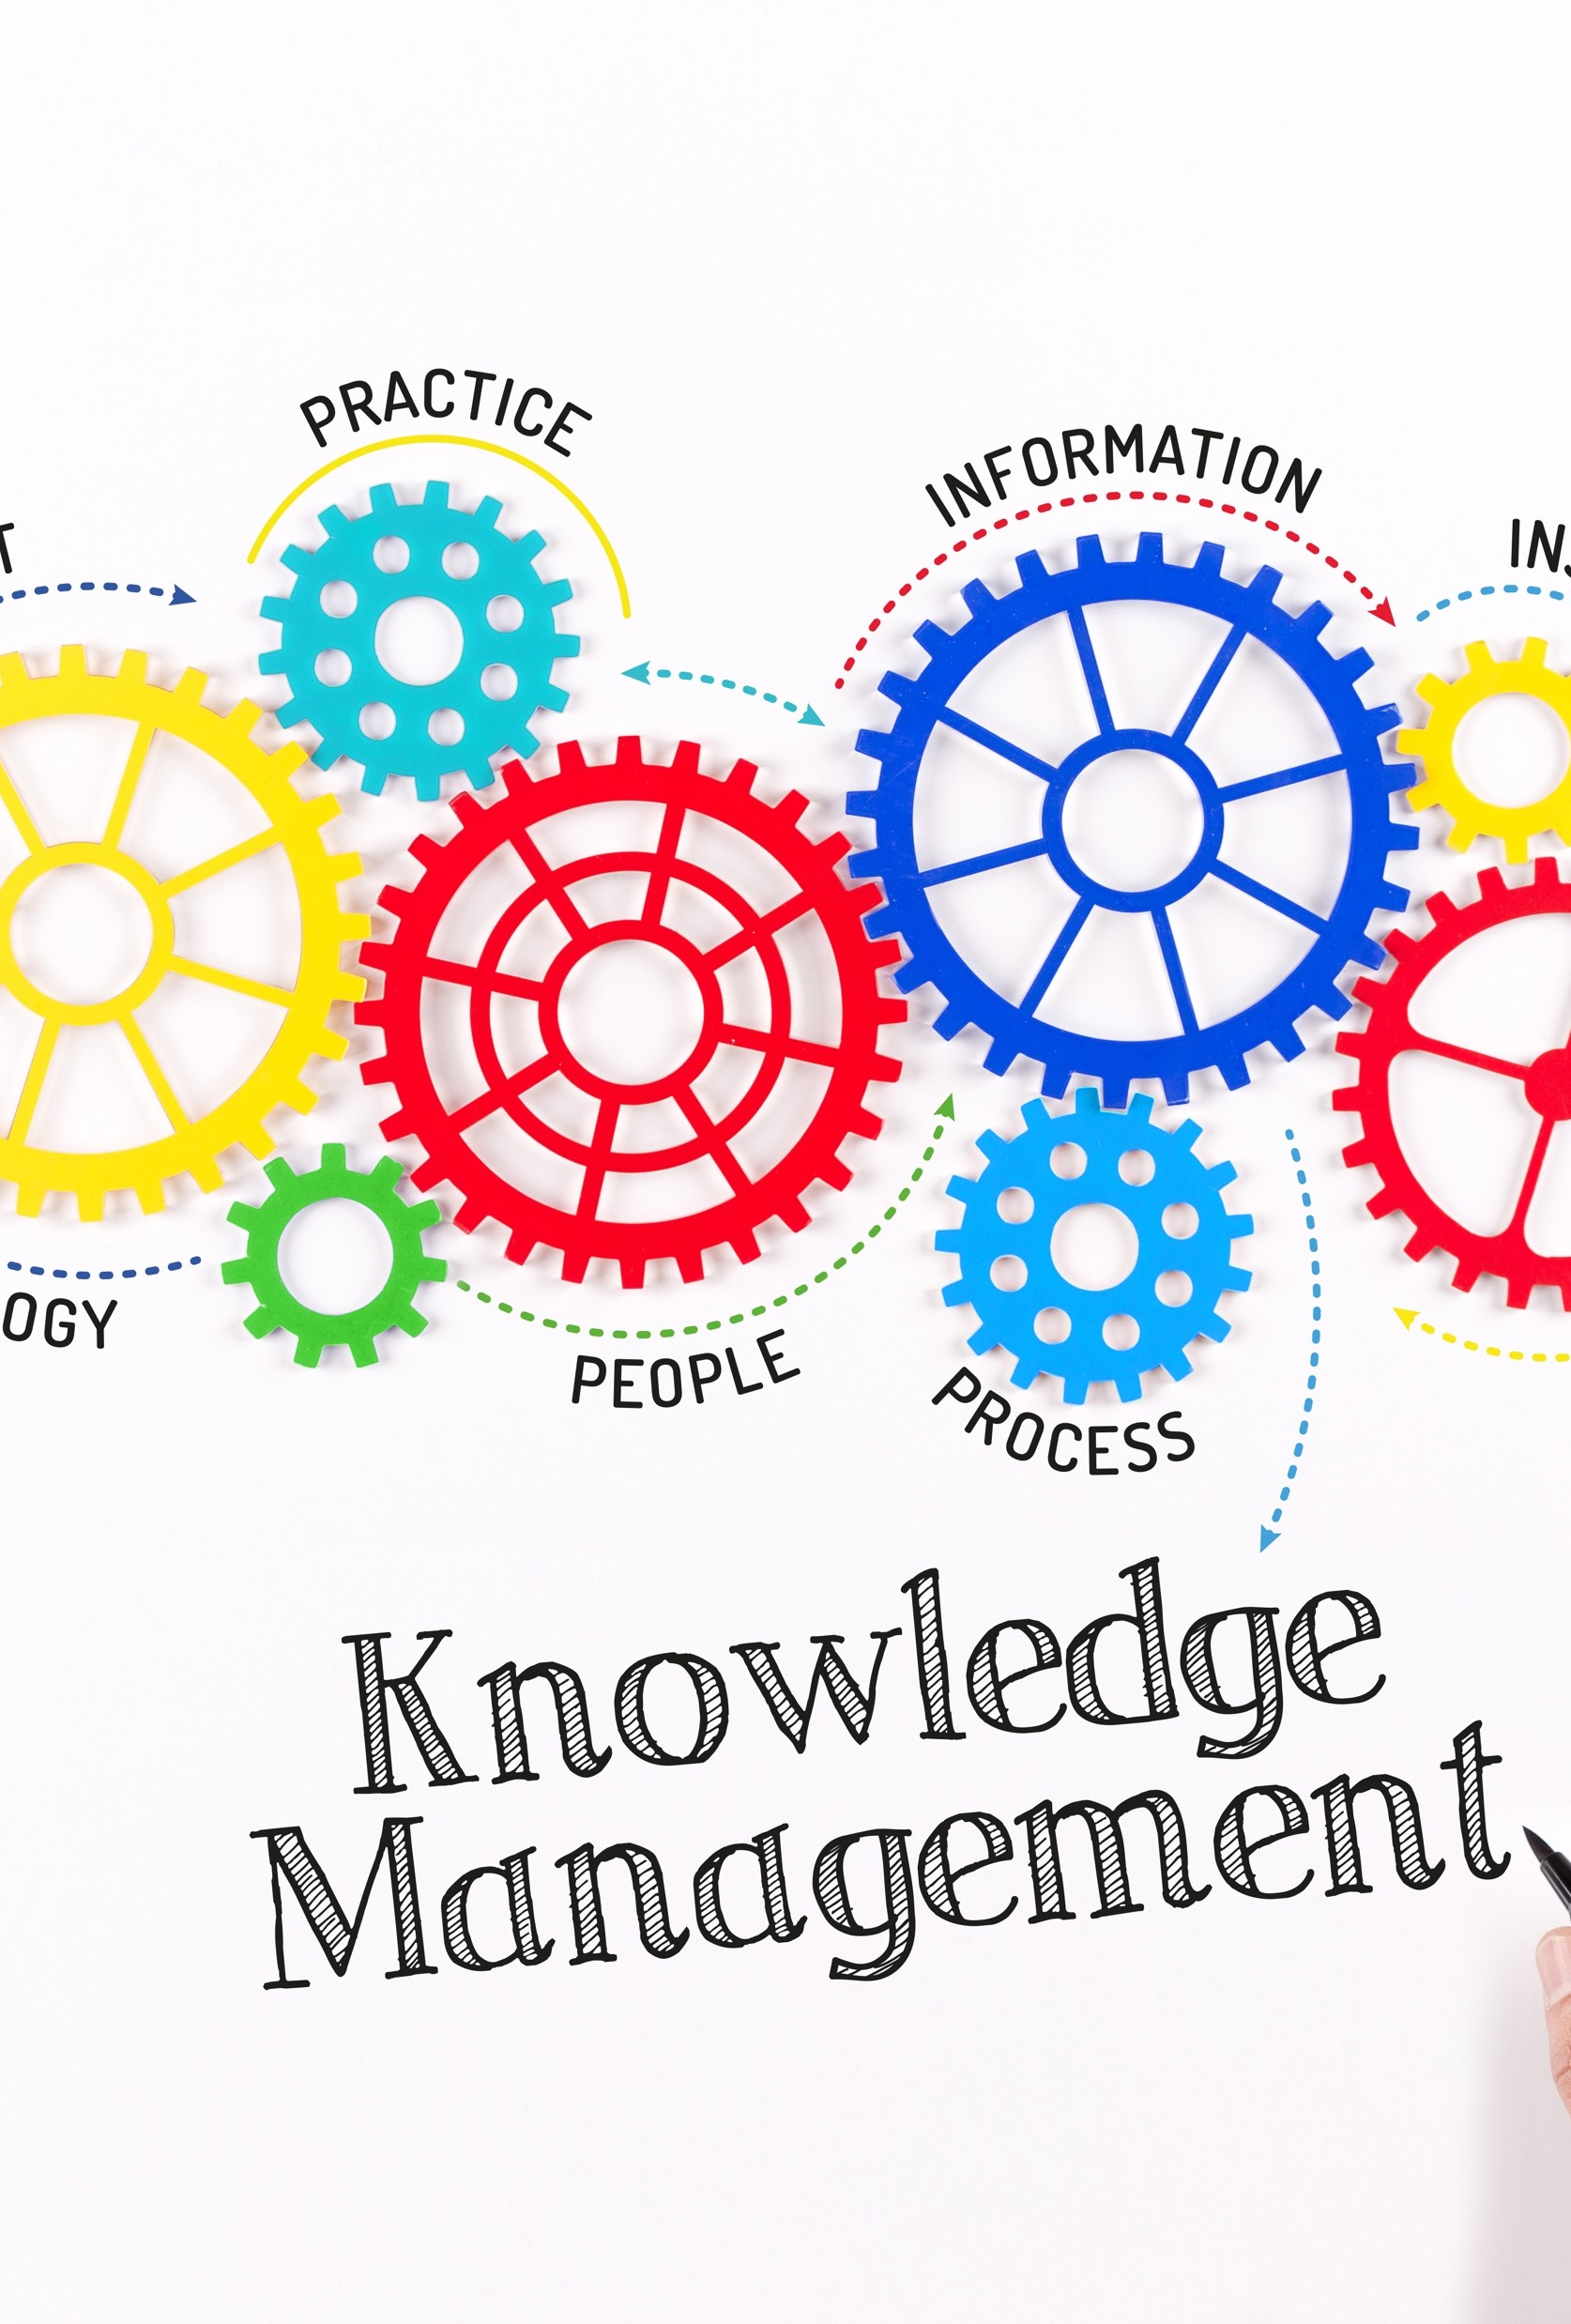 PRACTICE
INFORMATION
PEOPLE
PROCESS
Knowledge
Management